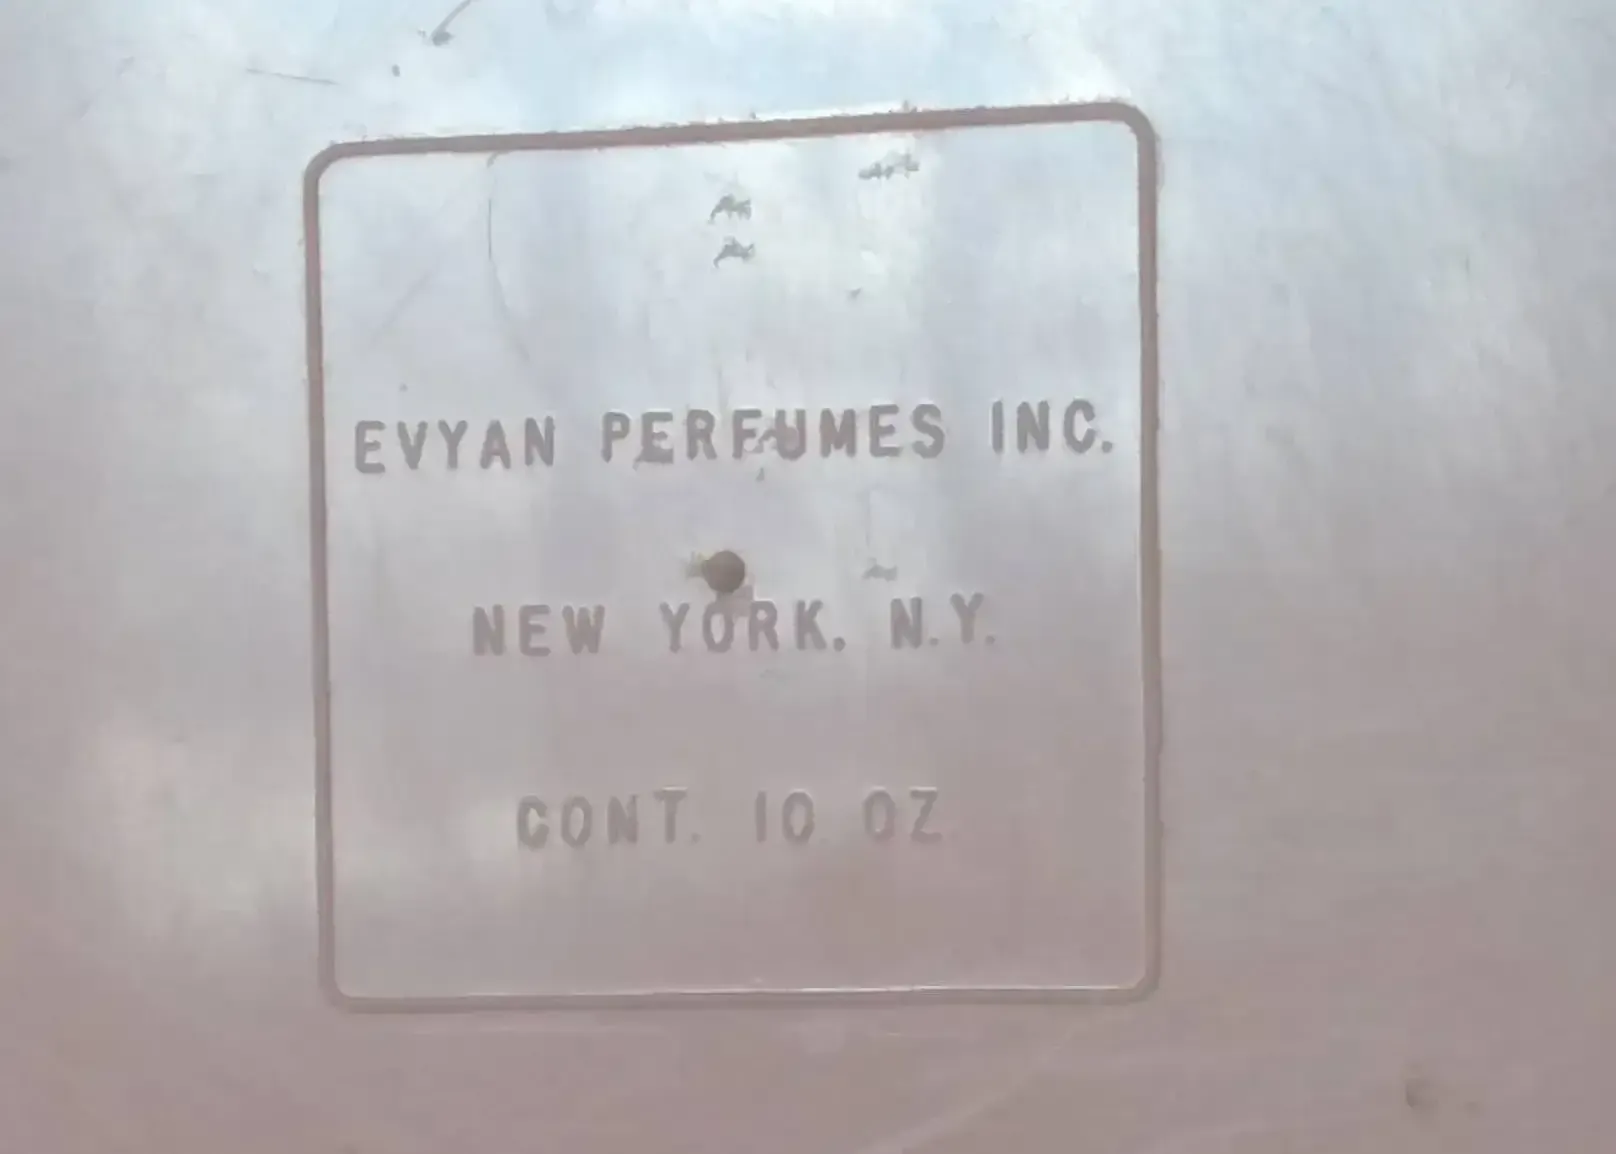 EVYAN PERFUMES INC.
NEW YORK, N.Y.
CONT. 10 OZ